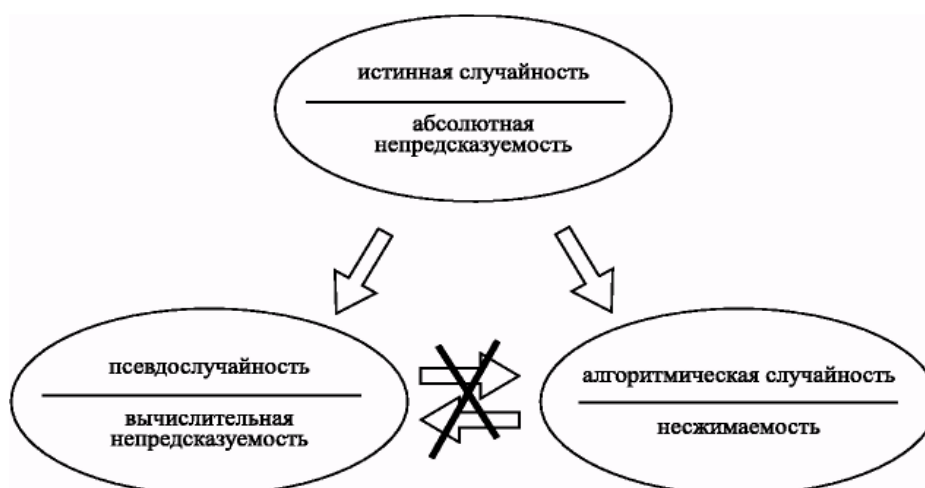 истинная случайность
абсолютная
непредсказуемость
псевдослучайность
вычислительная
непредсказуемость
алгоритмическая случайность
несжимаемость